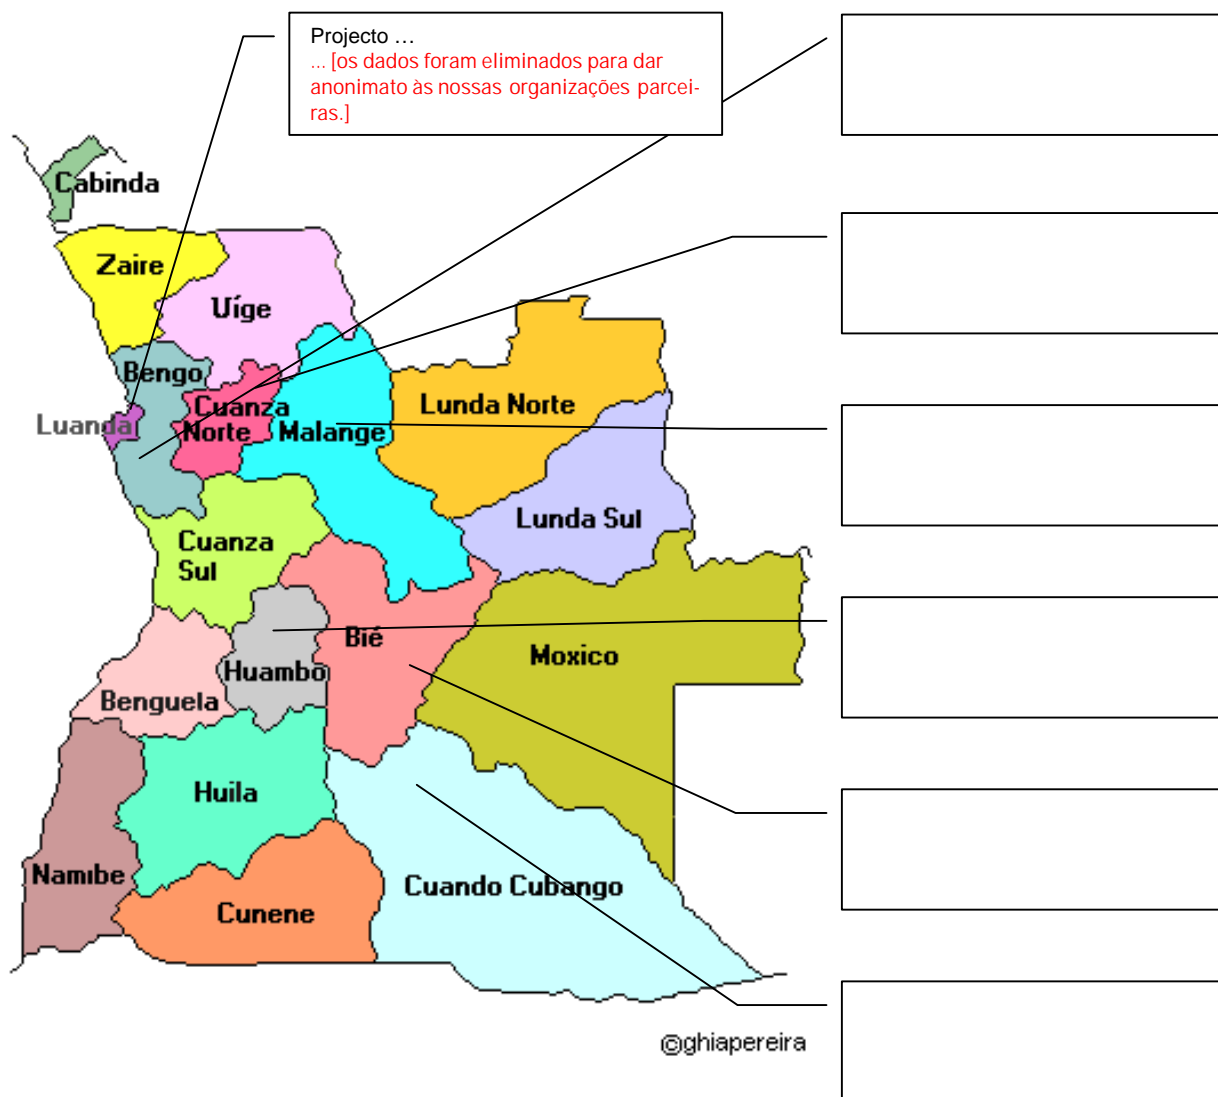 Projecto …
... [os dados foram eliminados para dar
anonimato às nossas organizações parcei-
ras.]
Cabinda
Zaire
Uíge
Bengo
Luanda
Cuanza
Norte
Malange
Lunda Norte
Lunda Sul
Cuanza
Sul
Bié
Moxico
Huambo
Benguela
Huila
Namibe
Cuando Cubango
Cunene
©ghiapereira